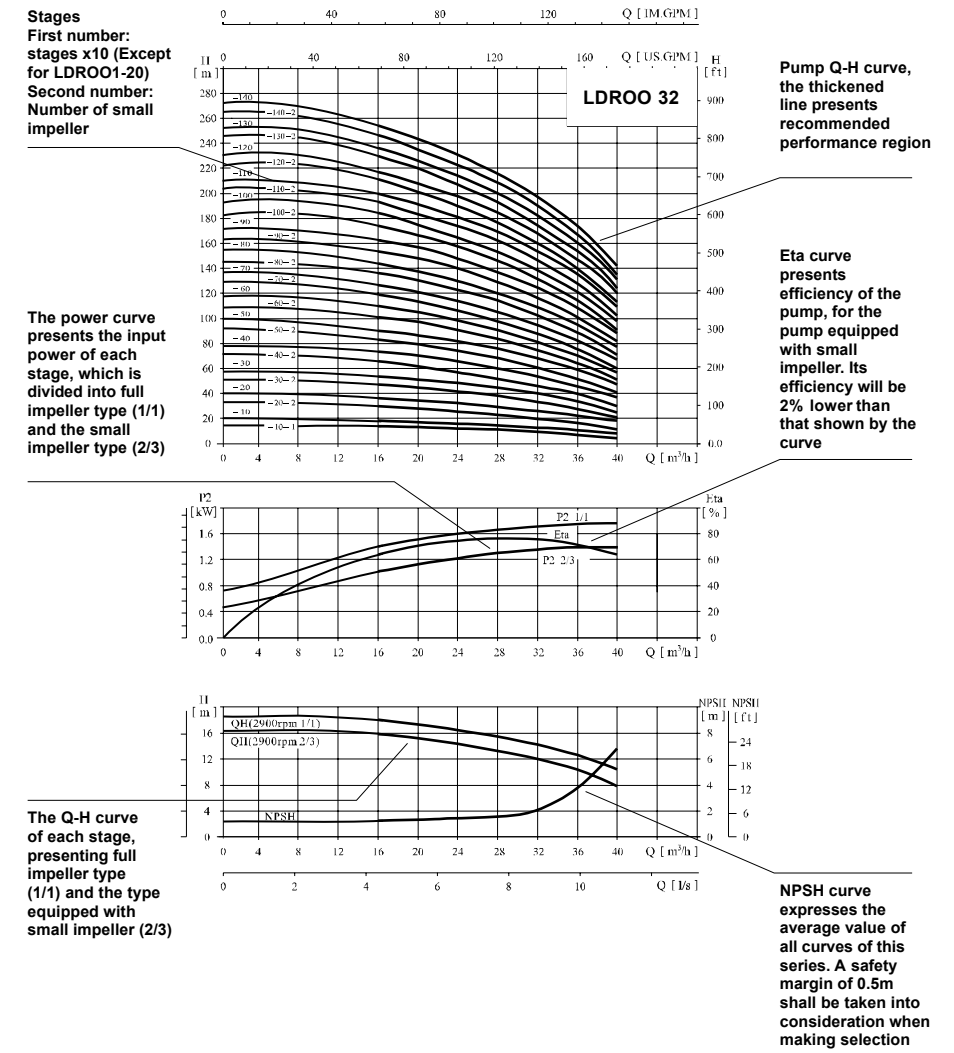 Stages
First number:
stages x10 (Except
for LDROO1-20)
Second number:
Number of small
impeller
The power curve
presents the input
power of each
stage, which is
divided into full
impeller type (1/1)
and the small
impeller type (2/3)
The Q-H curve
of each stage,
presenting full
impeller type
(1/1) and the type
equipped with
small impeller (2/3)
0 40 80 120 Q [ IM.GPM ]
0 40 80 120 160 Q [ US.GPM ]
H
[ m ]
H
[ ft ]
LDROO 32
280
260
240
220
200
180
160
140
120
100
80
60
40
20
0
-140
-140-2
-130
-130-2
-120
-120-2
-110
-110-2
-100
-100-2
-90
-90-2
-80
-80-2
-70
-70-2
-60
-60-2
-50
-50-2
-40
-40-2
-30
-30-2
-20
-20-2
-10
-10-1
900
800
700
600
500
400
300
200
100
0.0
0 4 8 12 16 20 24 28 32 36 40 Q [ m³/h ]
P2
[kW]
Eta
[ % ]
1.6
1.2
0.8
0.4
0.0
P2 1/1
Eta
P2 2/3
80
60
40
20
0
0 4 8 12 16 20 24 28 32 36 40 Q [ m³/h ]
H
[ m ]
NPSH NPSH
[ m ] [ ft ]
16
12
8
4
0
QH(2900rpm 1/1)
QH(2900rpm 2/3)
NPSH
8
6
4
2
0
24
18
12
6
0
0 4 8 12 16 20 24 28 32 36 40 Q [ m³/h ]
0 2 4 6 8 10 Q [ l/s ]
Pump Q-H curve,
the thickened
line presents
recommended
performance region
Eta curve
presents
efficiency of the
pump, for the
pump equipped
with small
impeller. Its
efficiency will be
2% lower than
that shown by the
curve
NPSH curve
expresses the
average value of
all curves of this
series. A safety
margin of 0.5m
shall be taken into
consideration when
making selection